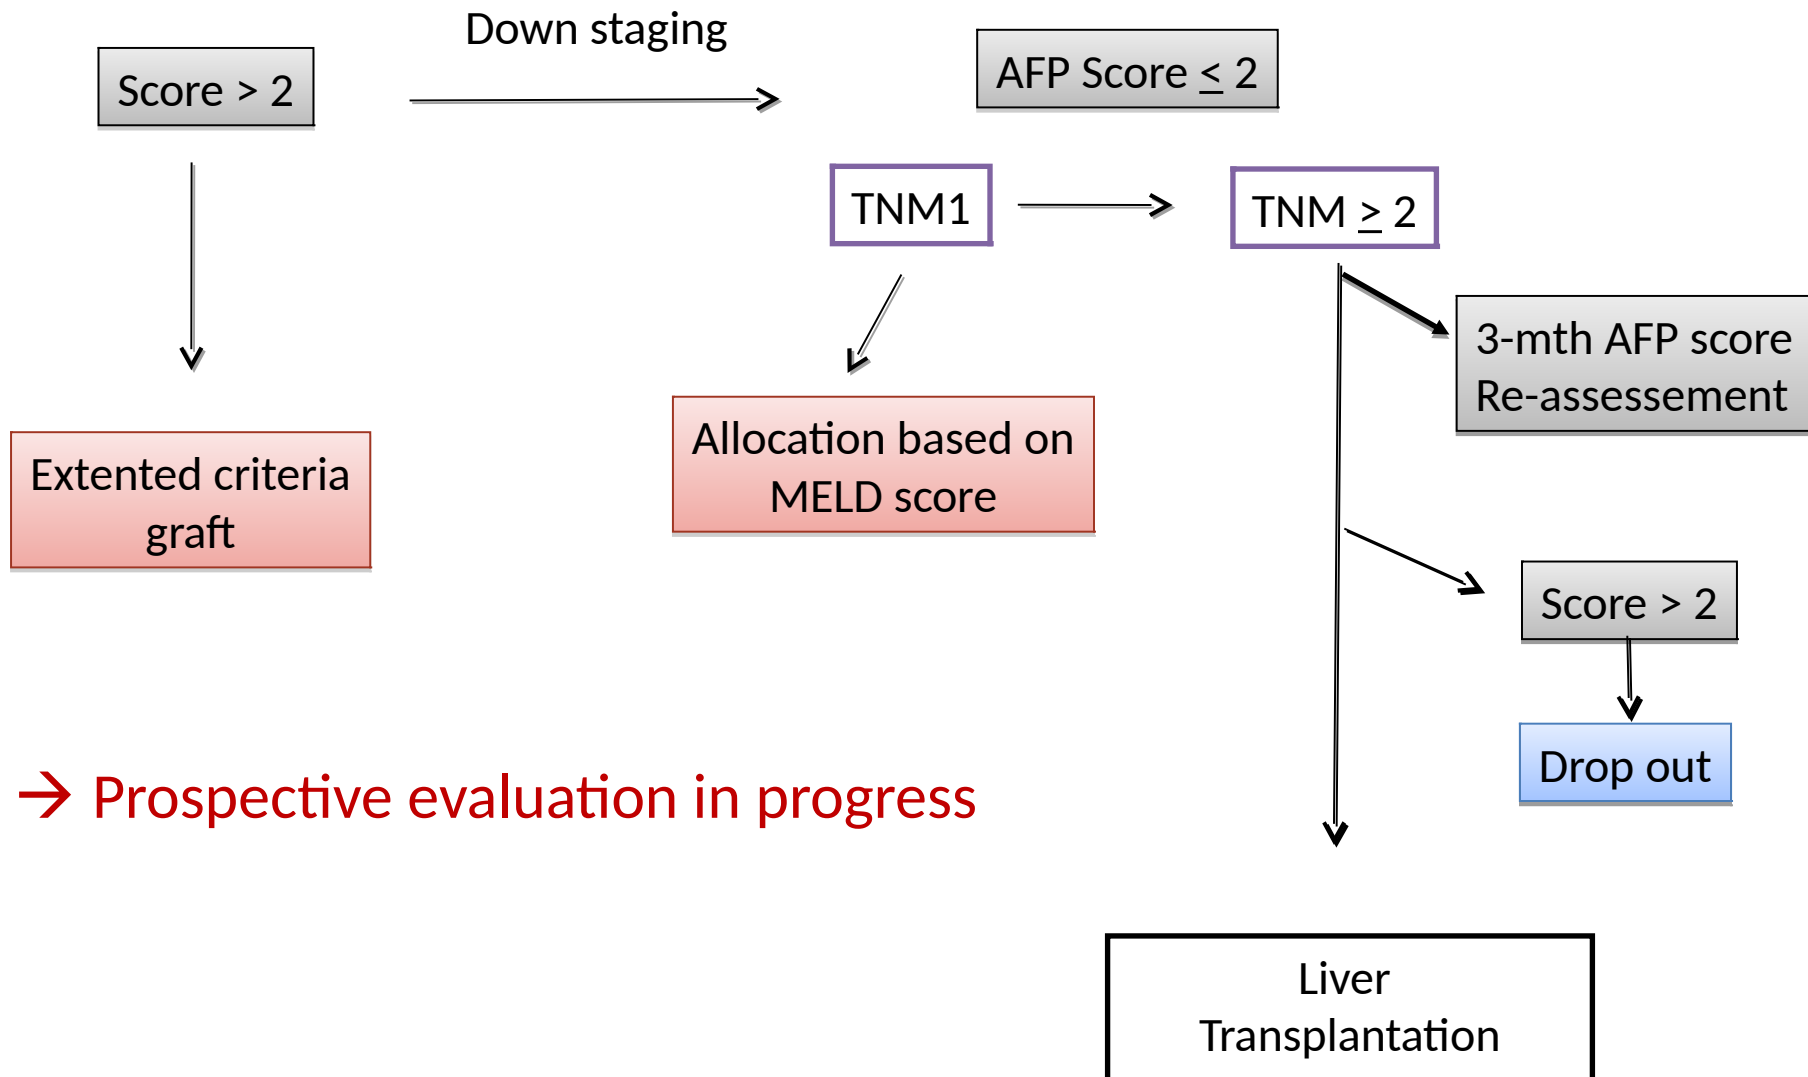 Down staging
Score > 2
AFP Score ≤ 2
TNM1
TNM ≥ 2
3-mth AFP score
Re-assessement
Extented criteria
graft
Allocation based on
MELD score
Score > 2
Drop out
→ Prospective evaluation in progress
Liver
Transplantation